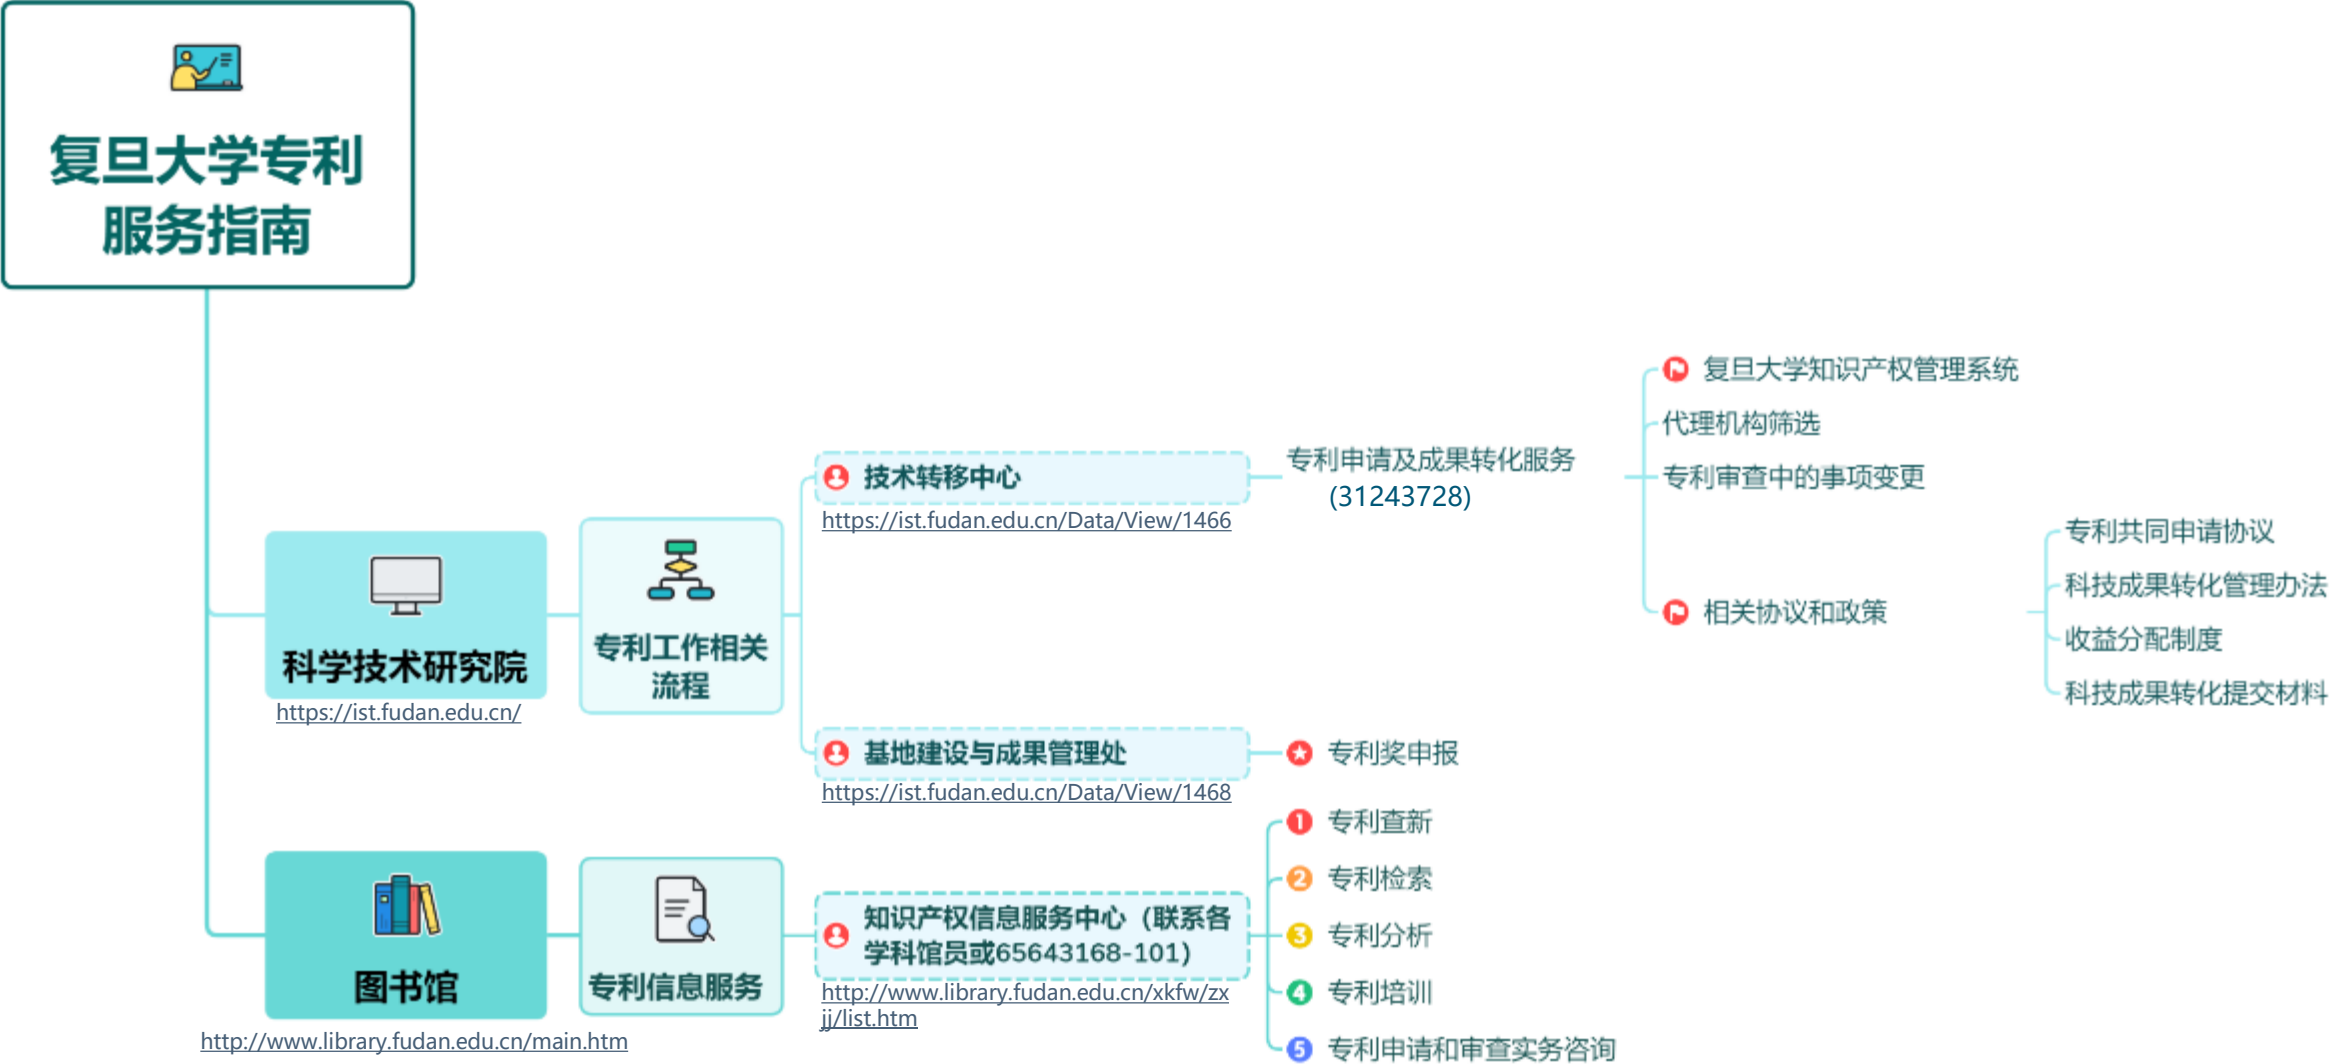 复旦大学专利
服务指南
科学技术研究院
https://ist.fudan.edu.cn/
专利工作相关
流程
技术转移中心
https://ist.fudan.edu.cn/Data/View/1466
专利申请及成果转化服务
(31243728)
复旦大学知识产权管理系统
代理机构筛选
专利审查中的事项变更
相关协议和政策
专利共同申请协议
科技成果转化管理办法
收益分配制度
科技成果转化提交材料
基地建设与成果管理处
https://ist.fudan.edu.cn/Data/View/1468
专利奖申报
图书馆
http://www.library.fudan.edu.cn/main.htm
专利信息服务
知识产权信息服务中心（联系各
学科馆员或65643168-101）
http://www.library.fudan.edu.cn/xkfw/zx
jj/list.htm
1 专利查新
2 专利检索
3 专利分析
4 专利培训
5 专利申请和审查实务咨询